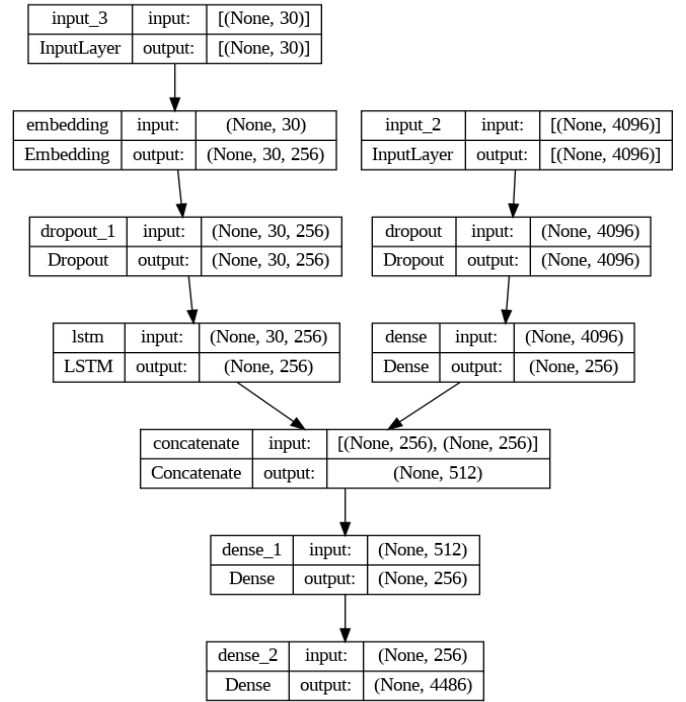 input_3 input: [(None, 30)]
InputLayer output: [(None, 30)]
embedding input: (None, 30)
Embedding output: (None, 30, 256)
input_2 input: [(None, 4096)]
InputLayer output: [(None, 4096)]
dropout_1 input: (None, 30, 256)
Dropout output: (None, 30, 256)
dropout input: (None, 4096)
Dropout output: (None, 4096)
lstm input: (None, 30, 256)
LSTM output: (None, 256)
dense input: (None, 4096)
Dense output: (None, 256)
concatenate input: [(None, 256), (None, 256)]
Concatenate output: (None, 512)
dense_1 input: (None, 512)
Dense output: (None, 256)
dense_2 input: (None, 256)
Dense output: (None, 4486)